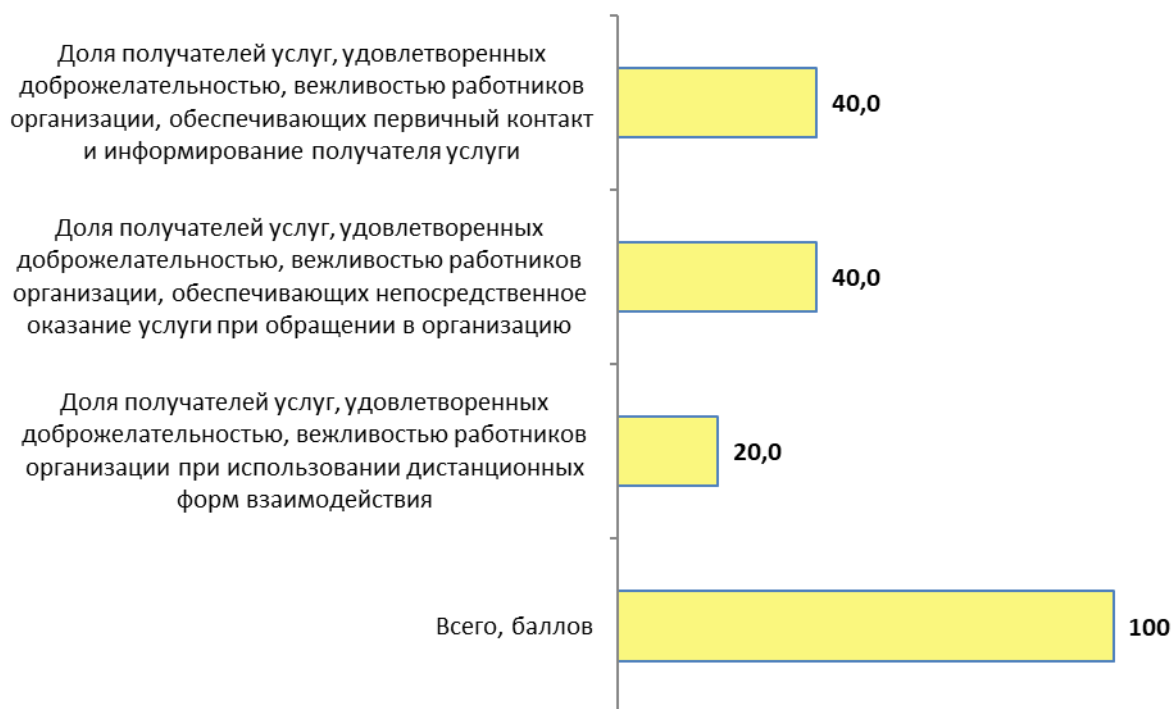 Доля получателей услуг, удовлетворенных
доброжелательностью, вежливостью работников
организации, обеспечивающих первичный контакт
и информирование получателя услуги
40,0
Доля получателей услуг, удовлетворенных
доброжелательностью, вежливостью работников
организации, обеспечивающих непосредственное
оказание услуги при обращении в организацию
40,0
Доля получателей услуг, удовлетворенных
доброжелательностью, вежливостью работников
организации при использовании дистанционных
форм взаимодействия
20,0
Всего, баллов
100